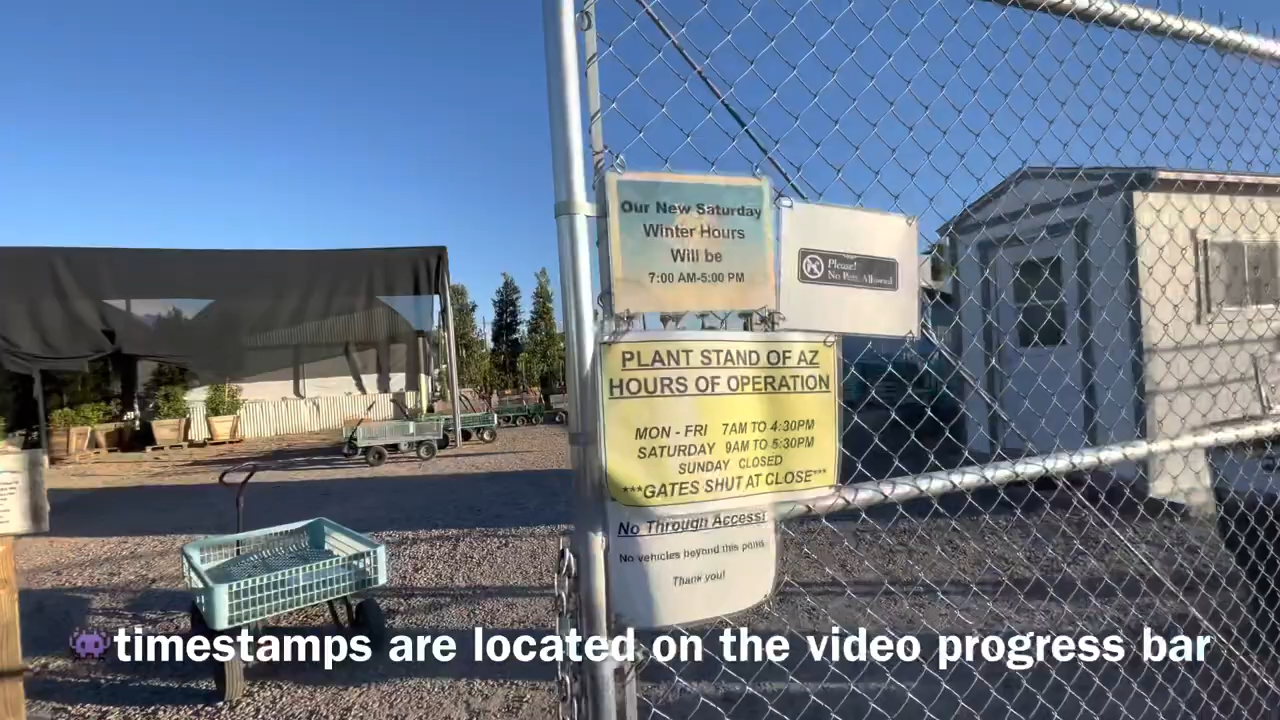 Our New Saturday
Winter Hours
Will be
7:00 AM-5:00 PM
Please!
No Pets Allowed
PLANT STAND OF AZ
HOURS OF OPERATION
MON - FRI 7AM TO 4:30PM
SATURDAY 9AM TO 5:30PM
SUNDAY CLOSED
***GATES SHUT AT CLOSE***
No Through Access!
No vehicles beyond this point.
Thank you!
👾timestamps are located on the video progress bar